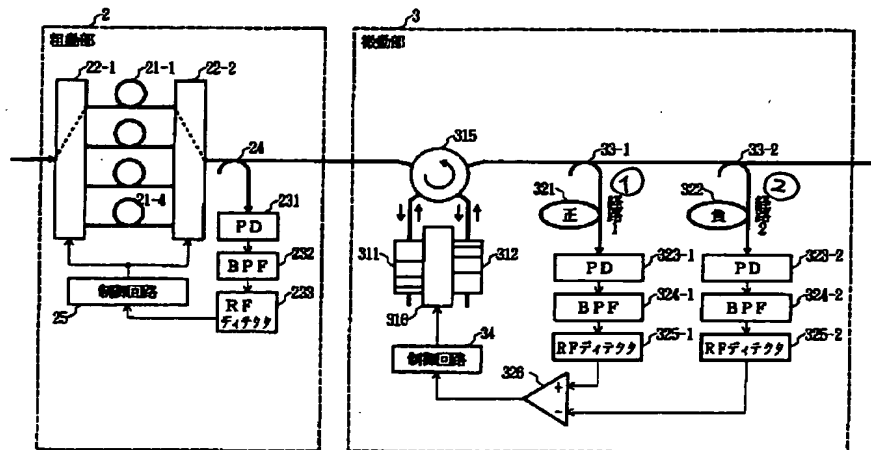 2
粗動部
22-1
21-1
22-2
21-4
24
231
PD
232
BPF
233
RF
ディテクタ
制御回路
25
3
微動部
315
311
312
316
34
制御回路
326
+
-
33-1
321
正
①
経路1
323-1
PD
324-1
BPF
325-1
RFディテクタ
33-2
322
負
②
経路2
323-2
PD
324-2
BPF
325-2
RFディテクタ